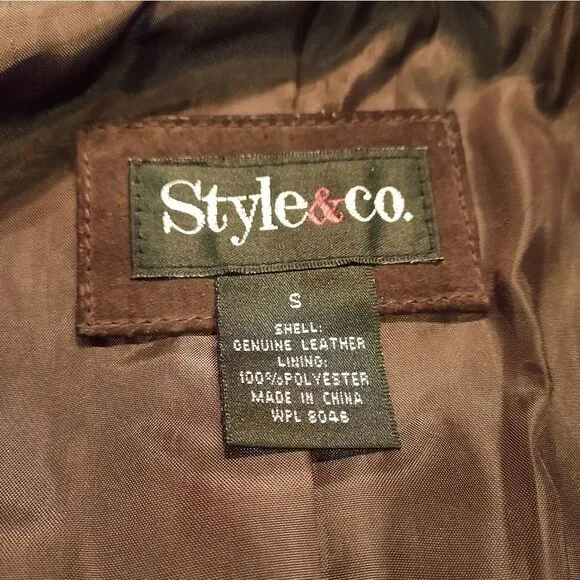 Style&co.
S
SHELL:
GENUINE LEATHER
LINING:
100%POLYESTER
MADE IN CHINA
WPL 8046